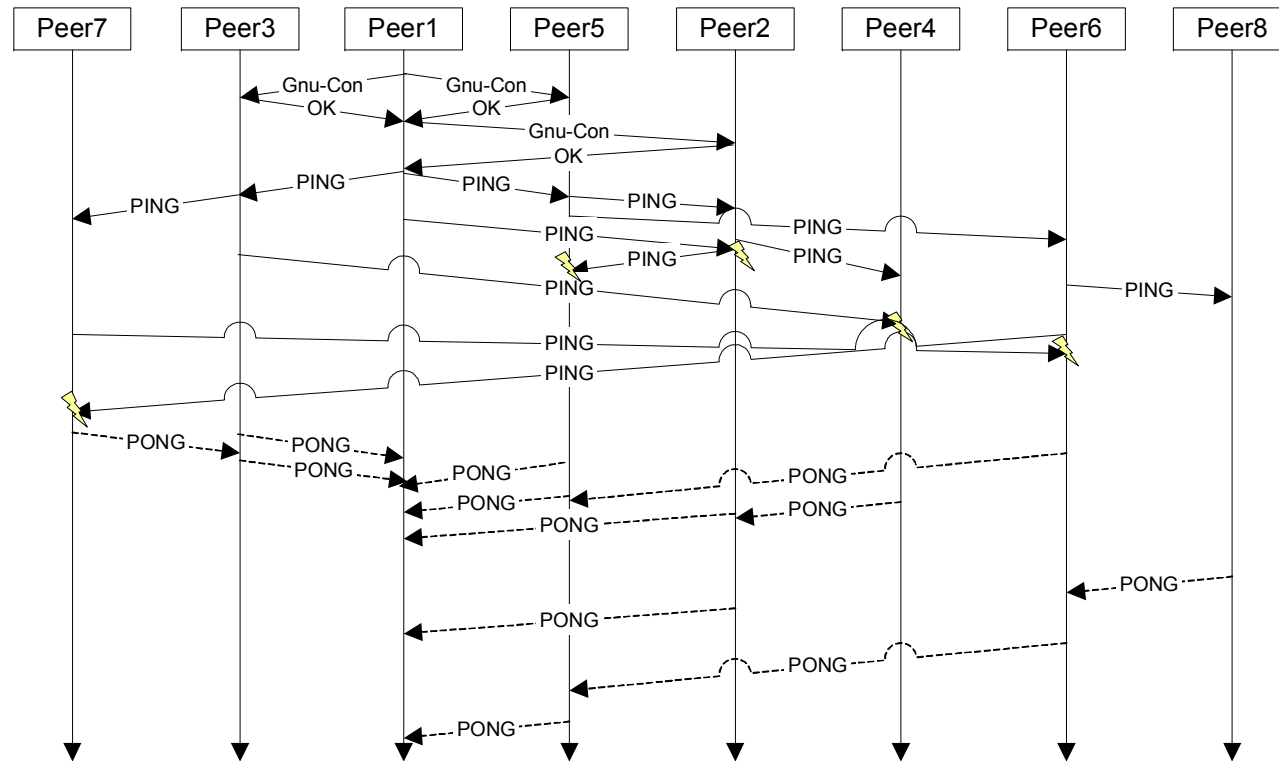 Peer7 Peer3 Peer1 Peer5 Peer2 Peer4 Peer6 Peer8
Gnu-Con Gnu-Con
OK OK
Gnu-Con
OK
PING PING PING PING
PING
PING PING
PING PING
PING
PING
PING
PONG PONG
PONG PONG PONG
PONG PONG
PONG
PONG
PONG
PONG
PONG